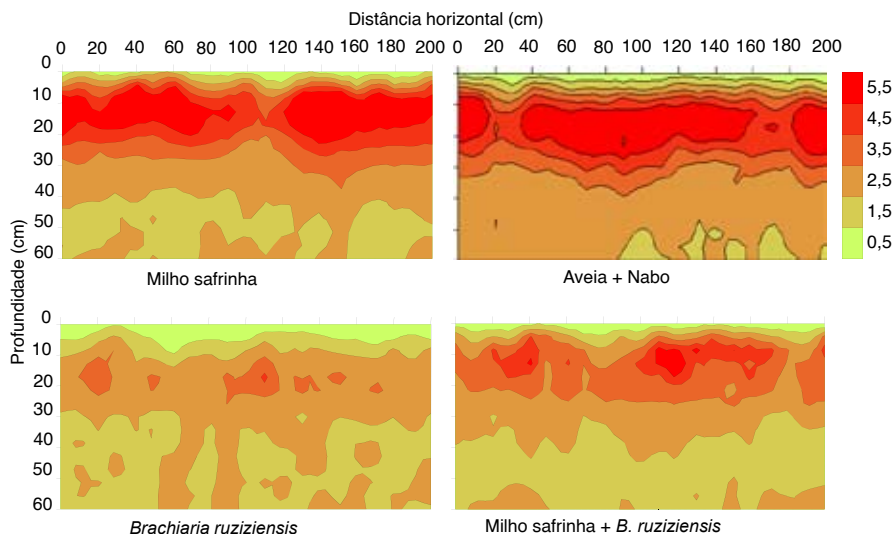 Distância horizontal (cm)
0 20 40 60 80 100 120 140 160 180 200
0 20 40 60 80 100 120 140 160 180 200
Profundidade (cm)
0
10
20
30
40
50
60
5,5
4,5
3,5
2,5
1,5
0,5
Milho safrinha
Aveia + Nabo
0
10
20
30
40
50
60
Brachiaria ruziziensis
Milho safrinha + B. ruziziensis